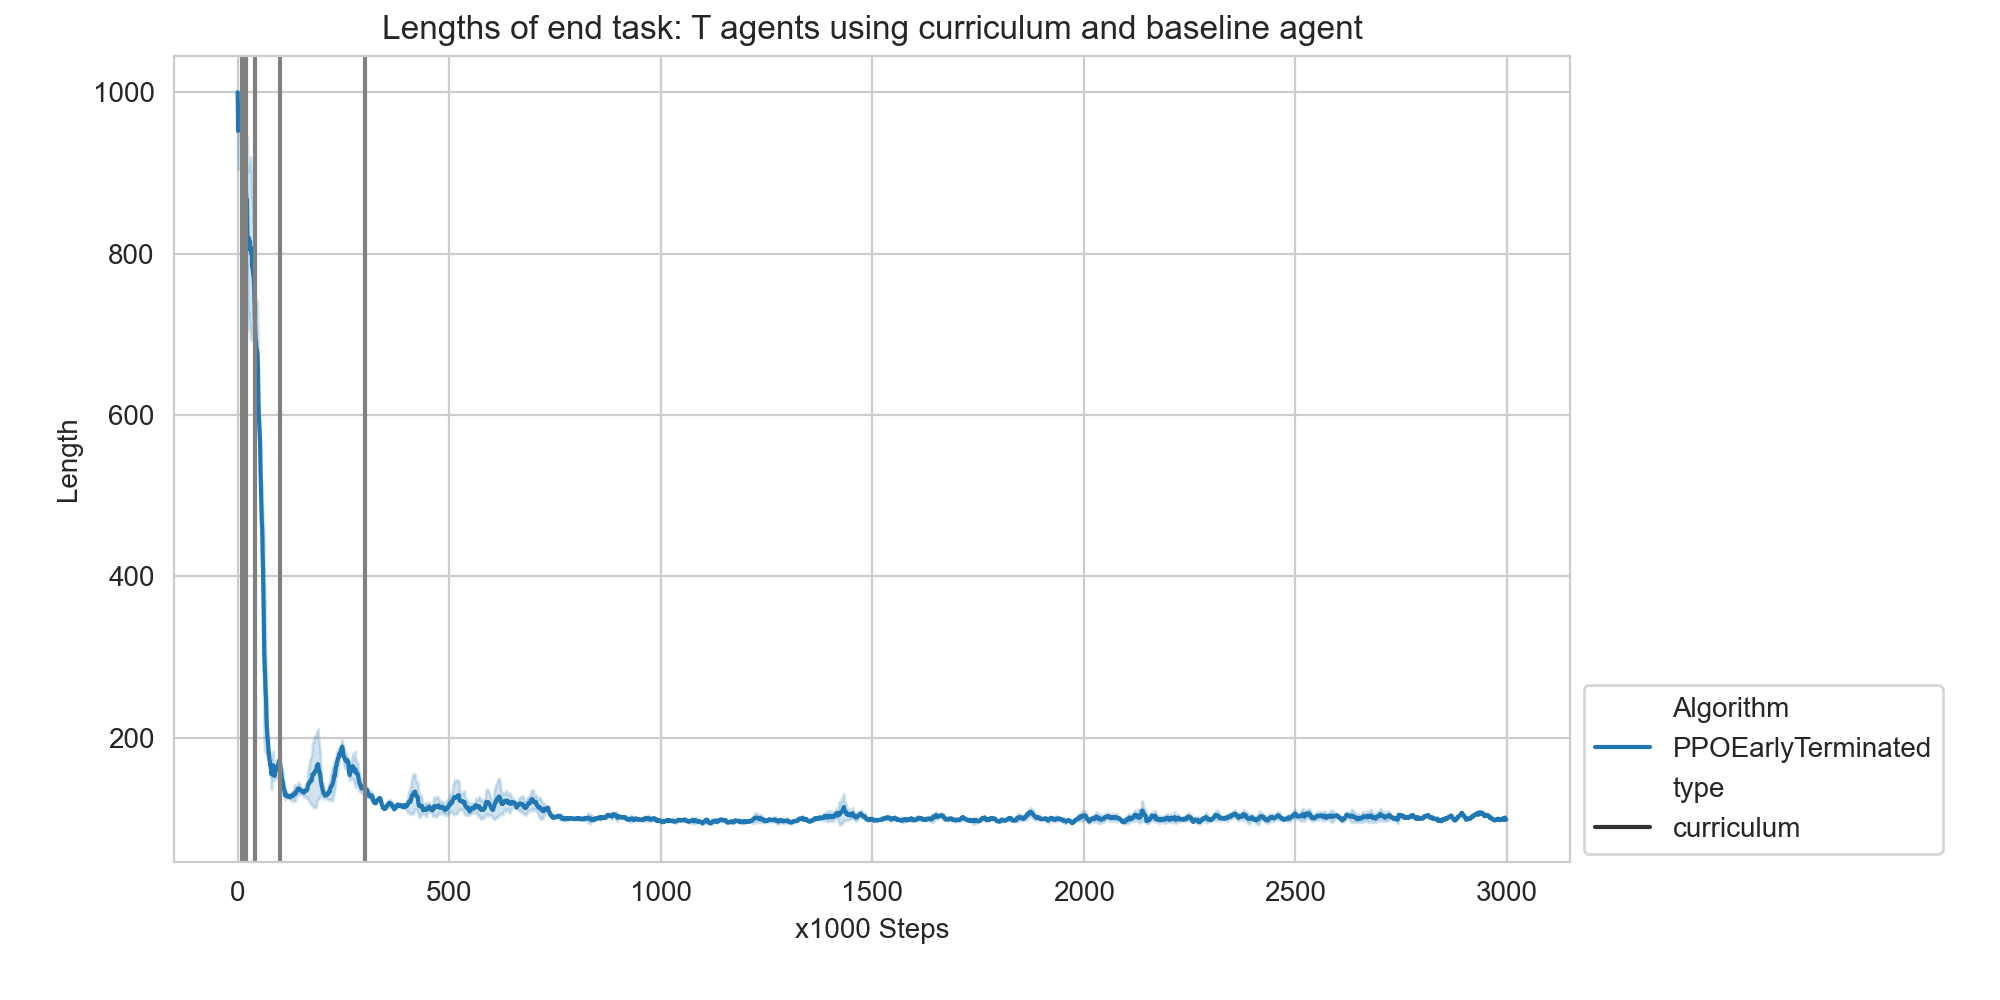 Lengths of end task: T agents using curriculum and baseline agent
1000
800
600
400
200
Length
0 500 1000 1500 2000 2500 3000
x1000 Steps
Algorithm
PPOEarlyTerminated
type
curriculum